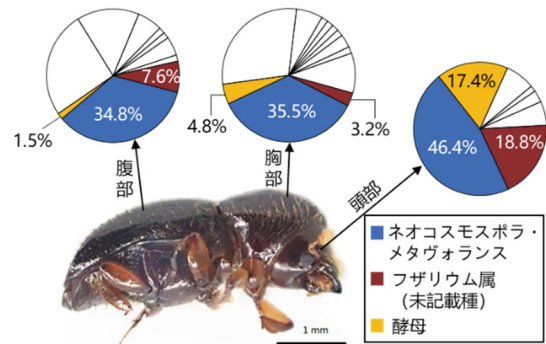 7.6%
34.8%
1.5%
腹部
4.8%
35.5%
3.2%
胸部
17.4%
46.4%
18.8%
頭部
1 mm
ネオコスモスポラ・
メタヴォランス
フザリウム属
(未記載種)
酵母